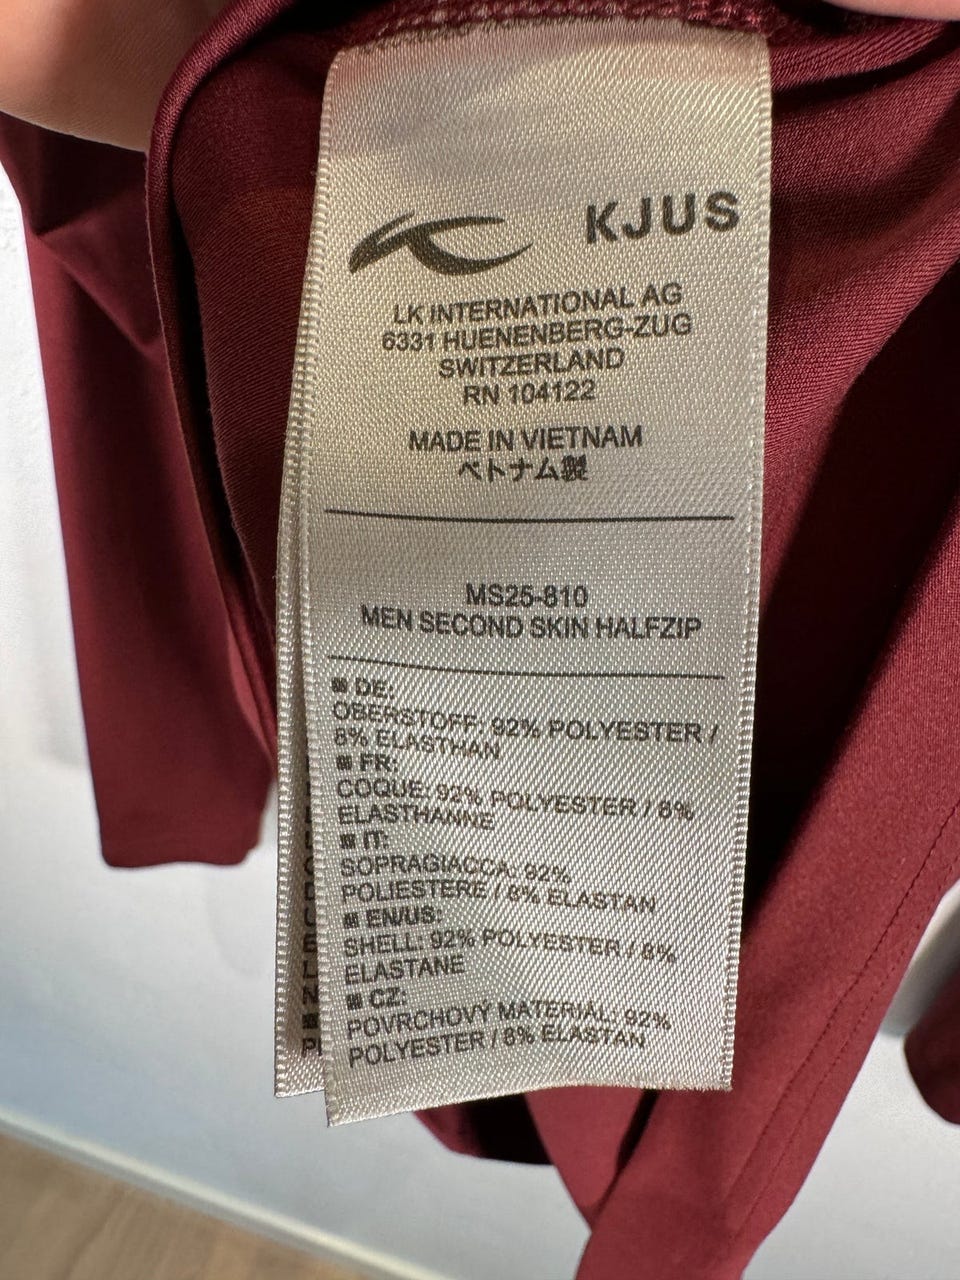 KJUS
LK INTERNATIONAL AG
6331 HUENENBERG-ZUG
SWITZERLAND
RN 104122
MADE IN VIETNAM
ベトナム製
MS25-810
MEN SECOND SKIN HALFZIP
DE:
OBERSTOFF: 92% POLYESTER /
8% ELASTHAN
FR:
COQUE: 92% POLYESTER / 8%
ELASTHANNE
IT:
SOPRAGIACCA: 92%
POLIESTERE / 8% ELASTAN
EN/US:
SHELL: 92% POLYESTER / 8%
ELASTANE
CZ:
POVRCHOVÝ MATERIÁL: 92%
POLYESTER / 8% ELASTAN